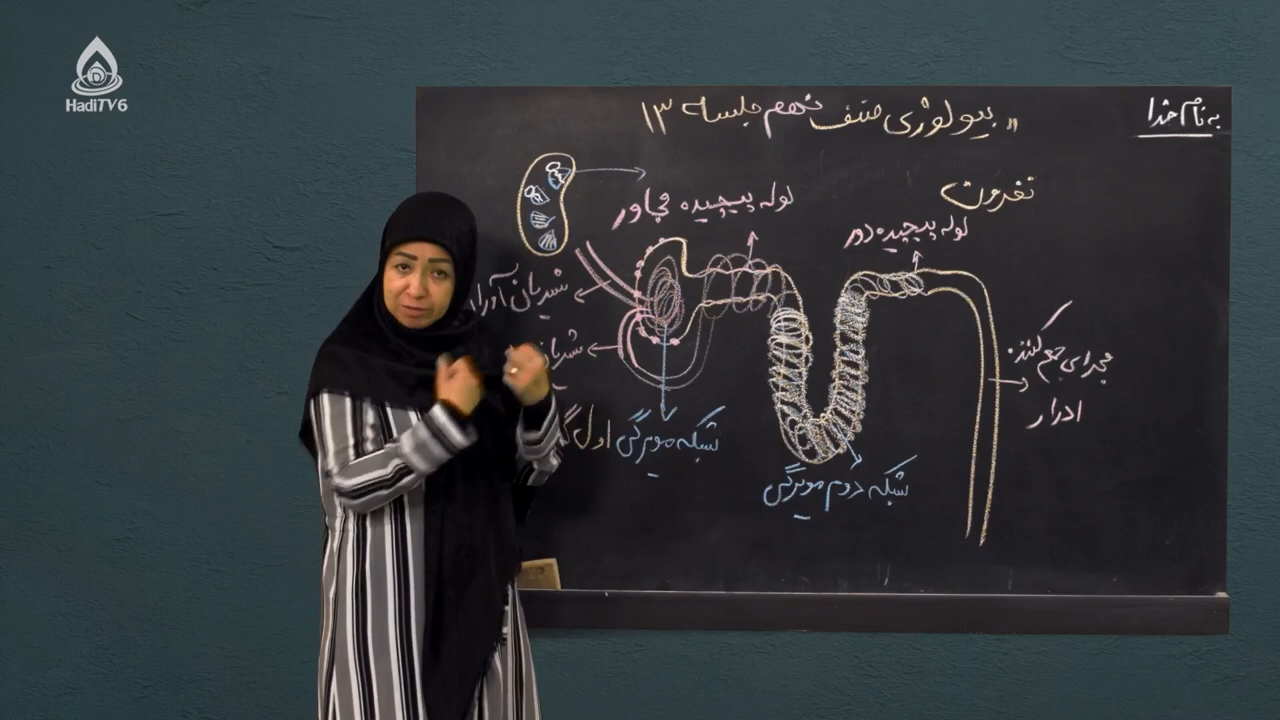 HadiTV6
به نام خدا
بیولوژی صنف نهم جلسه ۱۳
نفرون
لوله پیچیده مجاور
لوله پیچیده دور
شریان آوران
شریان
مجرای جمع کننده
ادرار
شبکه مویرگی اول
شبکه دوم مویرگی